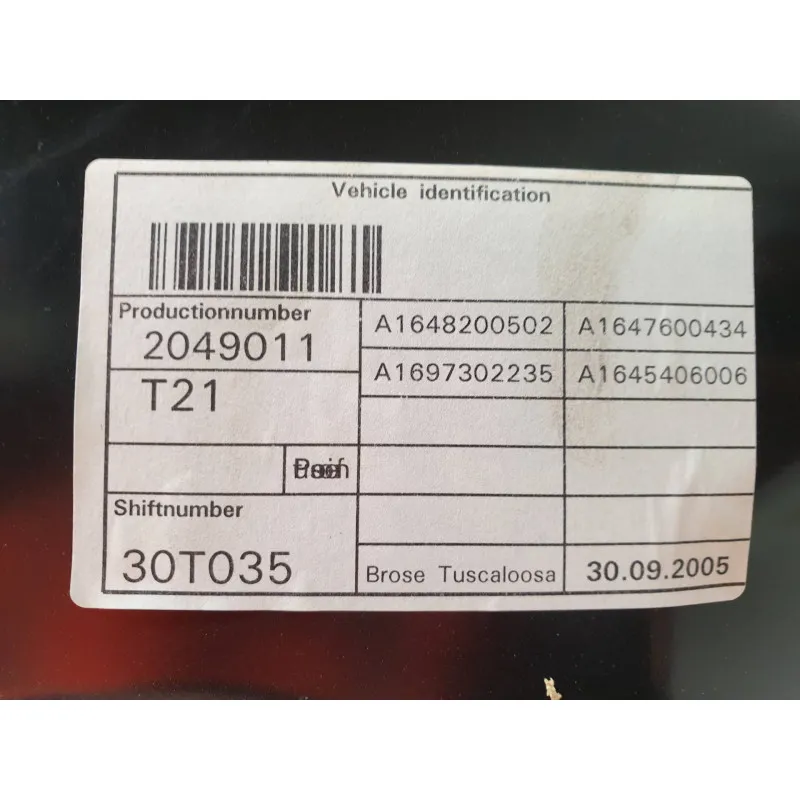 Vehicle identification
Productionnumber
2049011
A1648200502 A1647600434
T21
A1697302235 A1645406006
Shiftnumber
30T035
Brose Tuscaloosa 30.09.2005